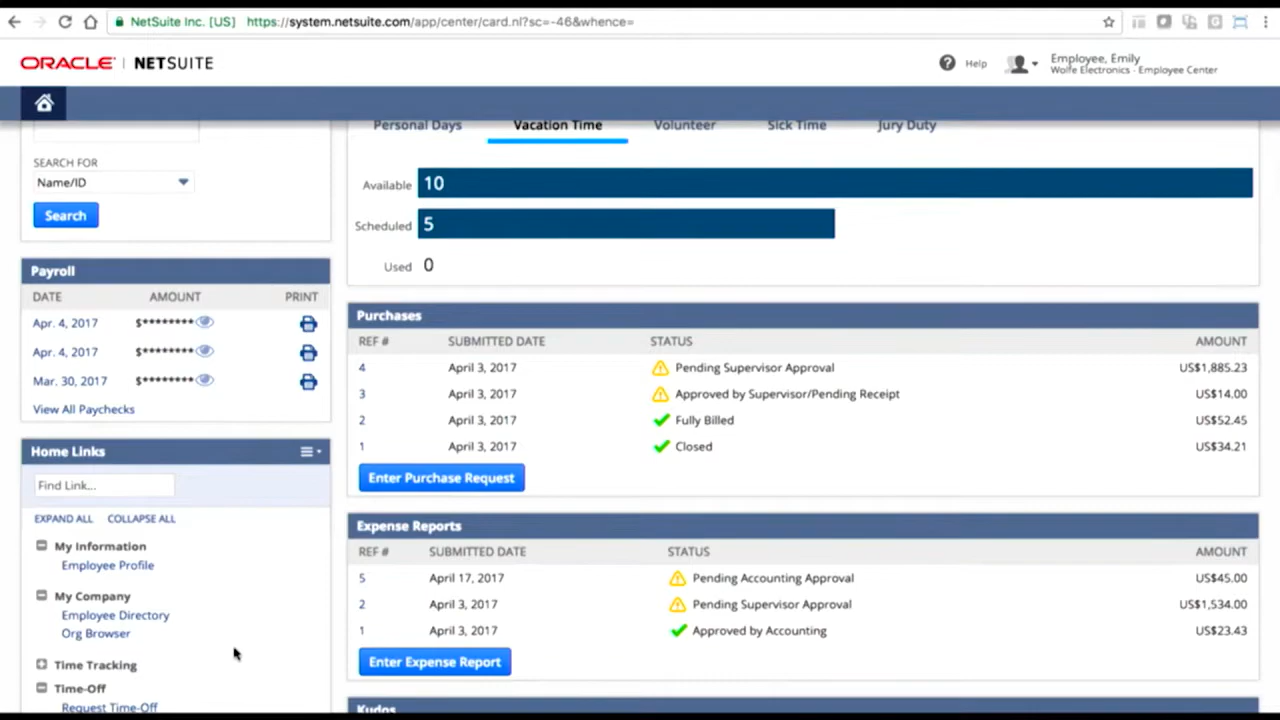 NetSuite Inc. [US] https://system.netsuite.com/app/center/card.nl?sc=-46&whence=
ORACLE | NETSUITE
Help
Employee, Emily
Wolfe Electronics - Employee Center
SEARCH FOR
Name/ID
Search
Payroll
DATE AMOUNT PRINT
Apr. 4, 2017 $********
Apr. 4, 2017 $********
Mar. 30, 2017 $********
View All Paychecks
Home Links
Find Link...
EXPAND ALL COLLAPSE ALL
My Information
Employee Profile
My Company
Employee Directory
Org Browser
Time Tracking
Time-Off
Request Time-Off
Personal Days Vacation Time Volunteer Sick Time Jury Duty
Available 10
Scheduled 5
Used 0
Purchases
REF # SUBMITTED DATE STATUS AMOUNT
4 April 3, 2017 Pending Supervisor Approval US$1,885.23
3 April 3, 2017 Approved by Supervisor/Pending Receipt US$14.00
2 April 3, 2017 Fully Billed US$52.45
1 April 3, 2017 Closed US$34.21
Enter Purchase Request
Expense Reports
REF # SUBMITTED DATE STATUS AMOUNT
5 April 17, 2017 Pending Accounting Approval US$45.00
2 April 3, 2017 Pending Supervisor Approval US$1,534.00
1 April 3, 2017 Approved by Accounting US$23.43
Enter Expense Report
Kudos